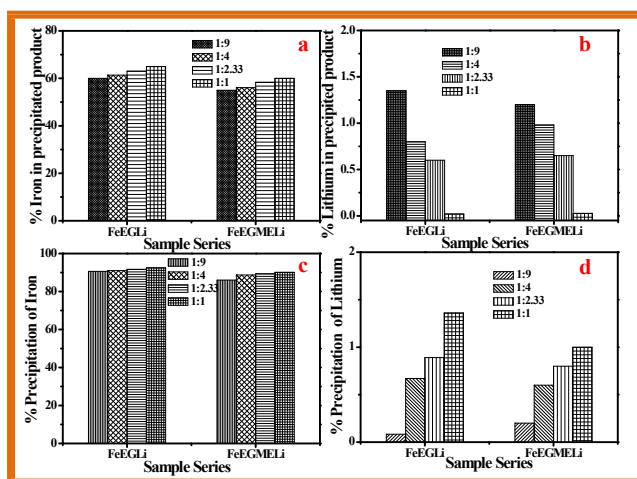 a
1:9
1:4
1:2.33
1:1
% Iron in precipitated product
80
60
40
20
0
FeEGLi
FeEGMELi
Sample Series
b
1:9
1:4
1:2.33
1:1
% Lithium in precipited product
2.0
1.5
1.0
0.5
0.0
FeEGLi
FeEGMELi
Sample Series
c
1:9
1:4
1:2.33
1:1
% Precipitation of Iron
100
80
60
40
20
0
FeEGLi
FeEGMELi
Sample Series
d
1:9
1:4
1:2.33
1:1
% Precipitation of Lithium
2
1
0
FeEGLi
FeEGMELi
Sample Series